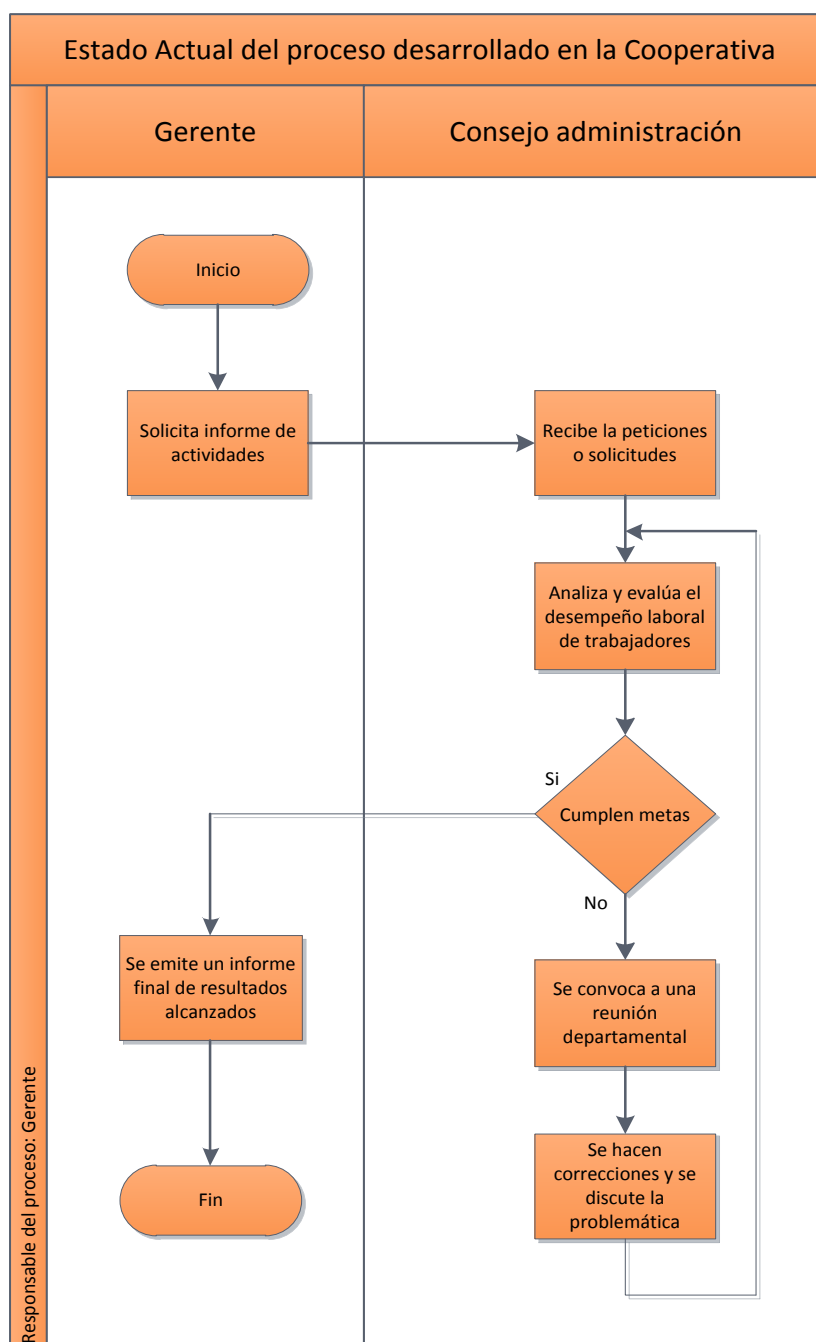 Estado Actual del proceso desarrollado en la Cooperativa
Gerente
Consejo administración
Inicio
Solicita informe de
actividades
Recibe la peticiones
o solicitudes
Analiza y evalúa el
desempeño laboral
de trabajadores
Si
Cumplen metas
No
Se emite un informe
final de resultados
alcanzados
Se convoca a una
reunión
departamental
Se hacen
correcciones y se
discute la
problemática
Fin
Responsable del proceso: Gerente